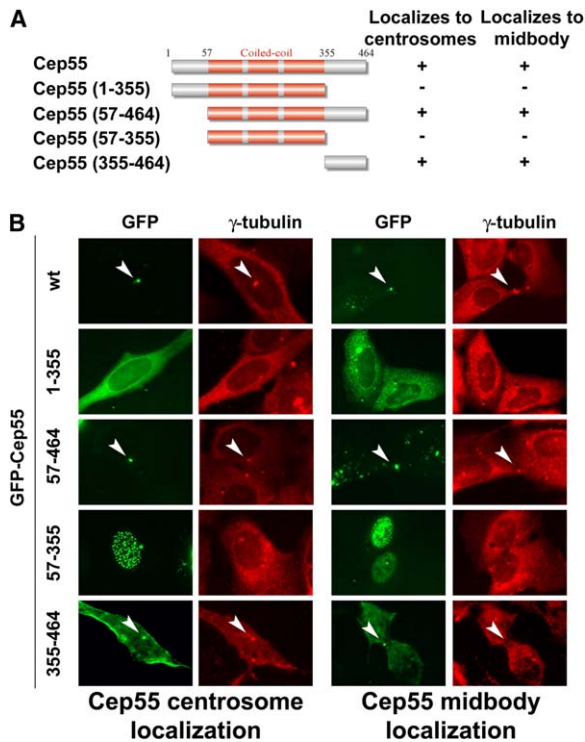 A
Localizes to centrosomes
Localizes to midbody
1 57 Coiled-coil 355 464
Cep55 + +
Cep55 (1-355) - -
Cep55 (57-464) + +
Cep55 (57-355) - -
Cep55 (355-464) + +
B
GFP γ-tubulin GFP γ-tubulin
GFP-Cep55
wt
1-355
57-464
57-355
355-464
Cep55 centrosome localization
Cep55 midbody localization